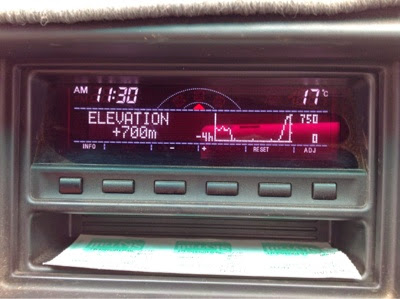 AM 11:30 17°C
ELEVATION 750
+700m -4h 0
INFO - + RESET ADJ